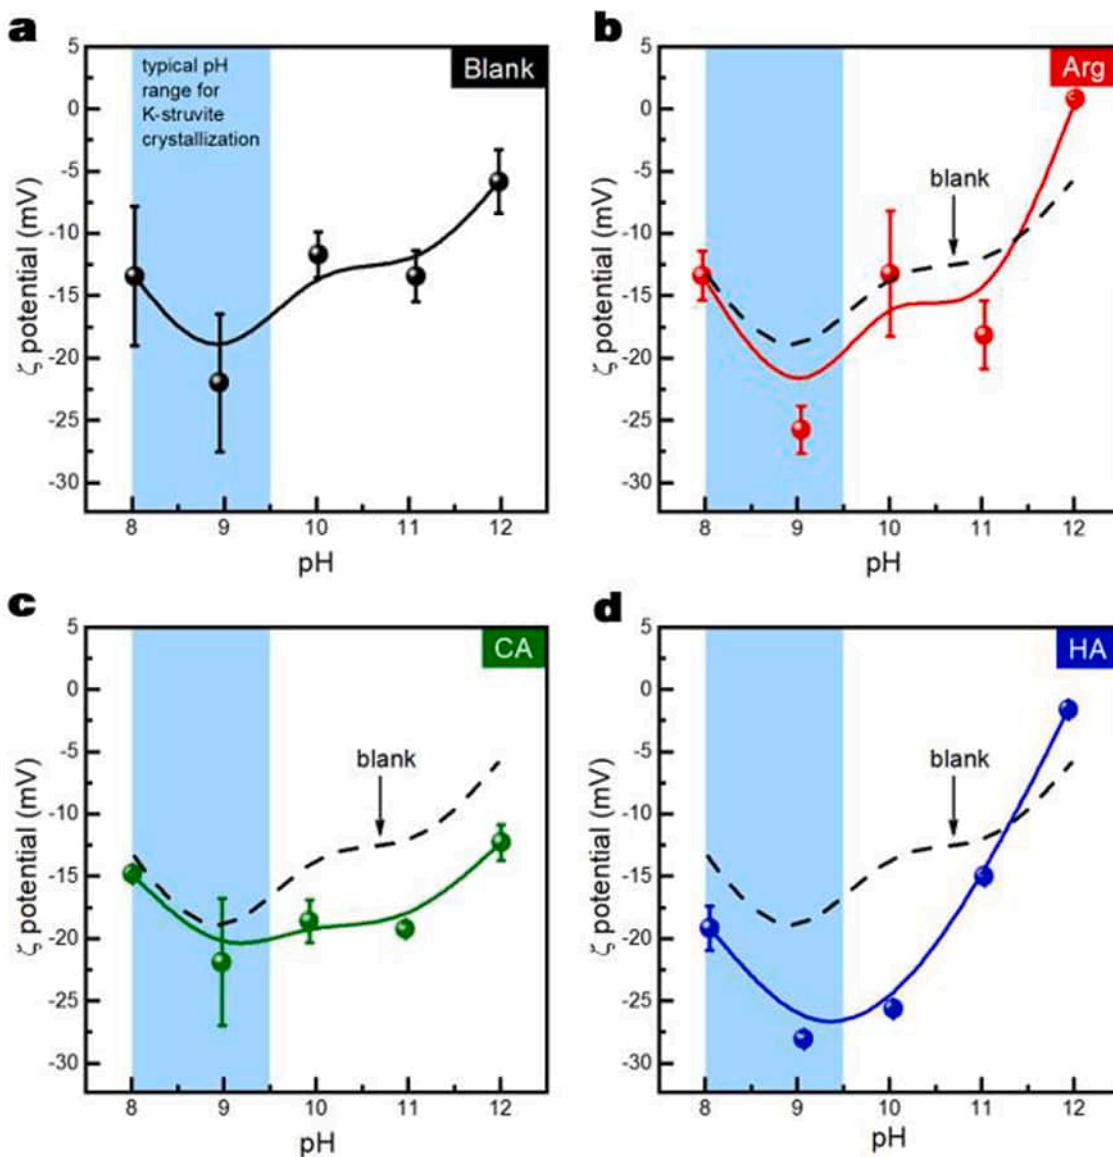 a
5
0
-5
-10
-15
-20
-25
-30
ζ potential (mV)
typical pH
range for
K-struvite
crystallization
Blank
8 9 10 11 12
pH
b
5
0
-5
-10
-15
-20
-25
-30
ζ potential (mV)
Arg
blank
8 9 10 11 12
pH
c
5
0
-5
-10
-15
-20
-25
-30
ζ potential (mV)
CA
blank
8 9 10 11 12
pH
d
5
0
-5
-10
-15
-20
-25
-30
ζ potential (mV)
HA
blank
8 9 10 11 12
pH